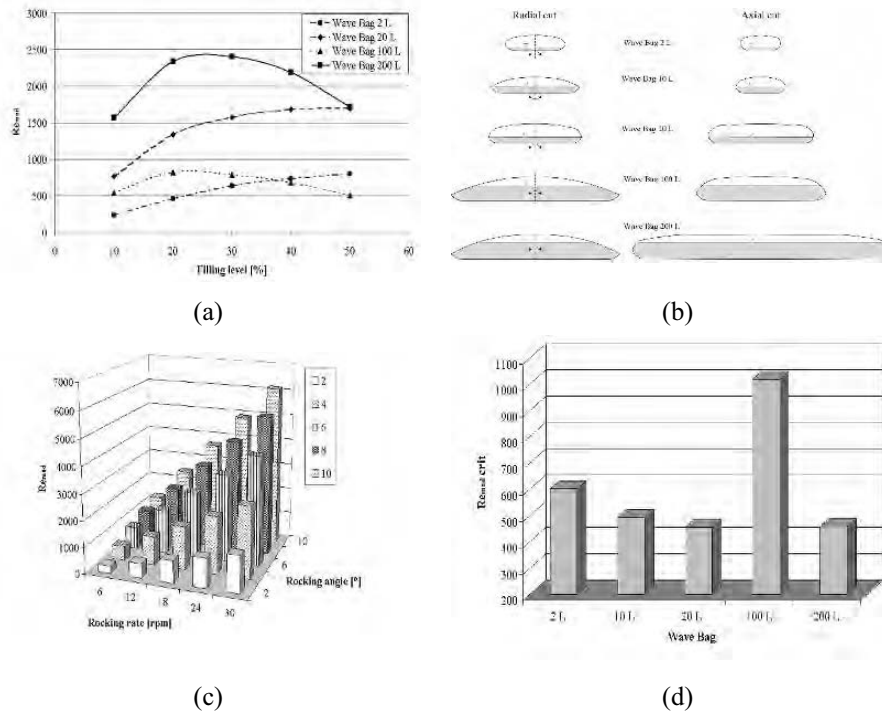 3000
2500
2000
1500
1000
500
0
0 10 20 30 40 50 60
Filling level [%]
Re_mod
Wave Bag 2 L
Wave Bag 20 L
Wave Bag 100 L
Wave Bag 200 L
(a)
Radial cut Axial cut
Wave Bag 2 L
Wave Bag 10 L
Wave Bag 20 L
Wave Bag 100 L
Wave Bag 200 L
(b)
7000
6000
5000
4000
3000
2000
1000
0
Re_mod
6 12 18 24 30
Rocking rate [rpm]
2
6
10
Rocking angle [°]
2
4
6
8
10
(c)
1100
1000
900
800
700
600
500
400
300
200
Re_mod crit
2 L 10 L 20 L 100 L 200 L
Wave Bag
(d)